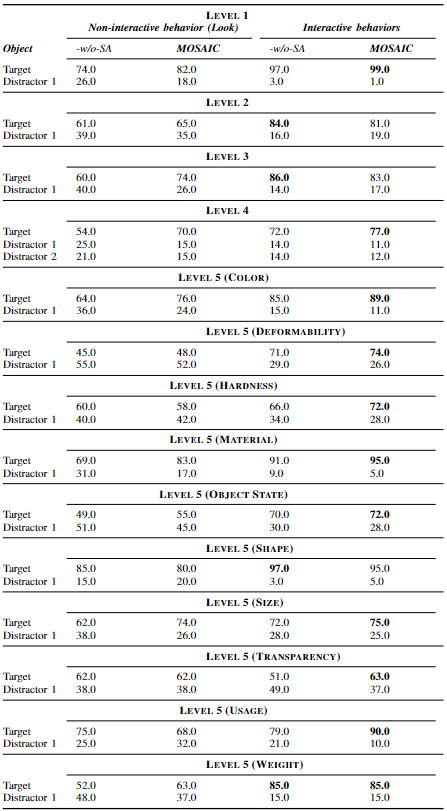 LEVEL 1
Non-interactive behavior (Look) Interactive behaviors
Object -w/o-SA MOSAIC -w/o-SA MOSAIC
Target 74.0 82.0 97.0 99.0
Distractor 1 26.0 18.0 3.0 1.0
LEVEL 2
Target 61.0 65.0 84.0 81.0
Distractor 1 39.0 35.0 16.0 19.0
LEVEL 3
Target 60.0 74.0 86.0 83.0
Distractor 1 40.0 26.0 14.0 17.0
LEVEL 4
Target 54.0 70.0 72.0 77.0
Distractor 1 25.0 15.0 14.0 11.0
Distractor 2 21.0 15.0 14.0 12.0
LEVEL 5 (COLOR)
Target 64.0 76.0 85.0 89.0
Distractor 1 36.0 24.0 15.0 11.0
LEVEL 5 (DEFORMABILITY)
Target 45.0 48.0 71.0 74.0
Distractor 1 55.0 52.0 29.0 26.0
LEVEL 5 (HARDNESS)
Target 60.0 58.0 66.0 72.0
Distractor 1 40.0 42.0 34.0 28.0
LEVEL 5 (MATERIAL)
Target 69.0 83.0 91.0 95.0
Distractor 1 31.0 17.0 9.0 5.0
LEVEL 5 (OBJECT STATE)
Target 49.0 55.0 70.0 72.0
Distractor 1 51.0 45.0 30.0 28.0
LEVEL 5 (SHAPE)
Target 85.0 80.0 97.0 95.0
Distractor 1 15.0 20.0 3.0 5.0
LEVEL 5 (SIZE)
Target 62.0 74.0 72.0 75.0
Distractor 1 38.0 26.0 28.0 25.0
LEVEL 5 (TRANSPARENCY)
Target 62.0 62.0 51.0 63.0
Distractor 1 38.0 38.0 49.0 37.0
LEVEL 5 (USAGE)
Target 75.0 68.0 79.0 90.0
Distractor 1 25.0 32.0 21.0 10.0
LEVEL 5 (WEIGHT)
Target 52.0 63.0 85.0 85.0
Distractor 1 48.0 37.0 15.0 15.0